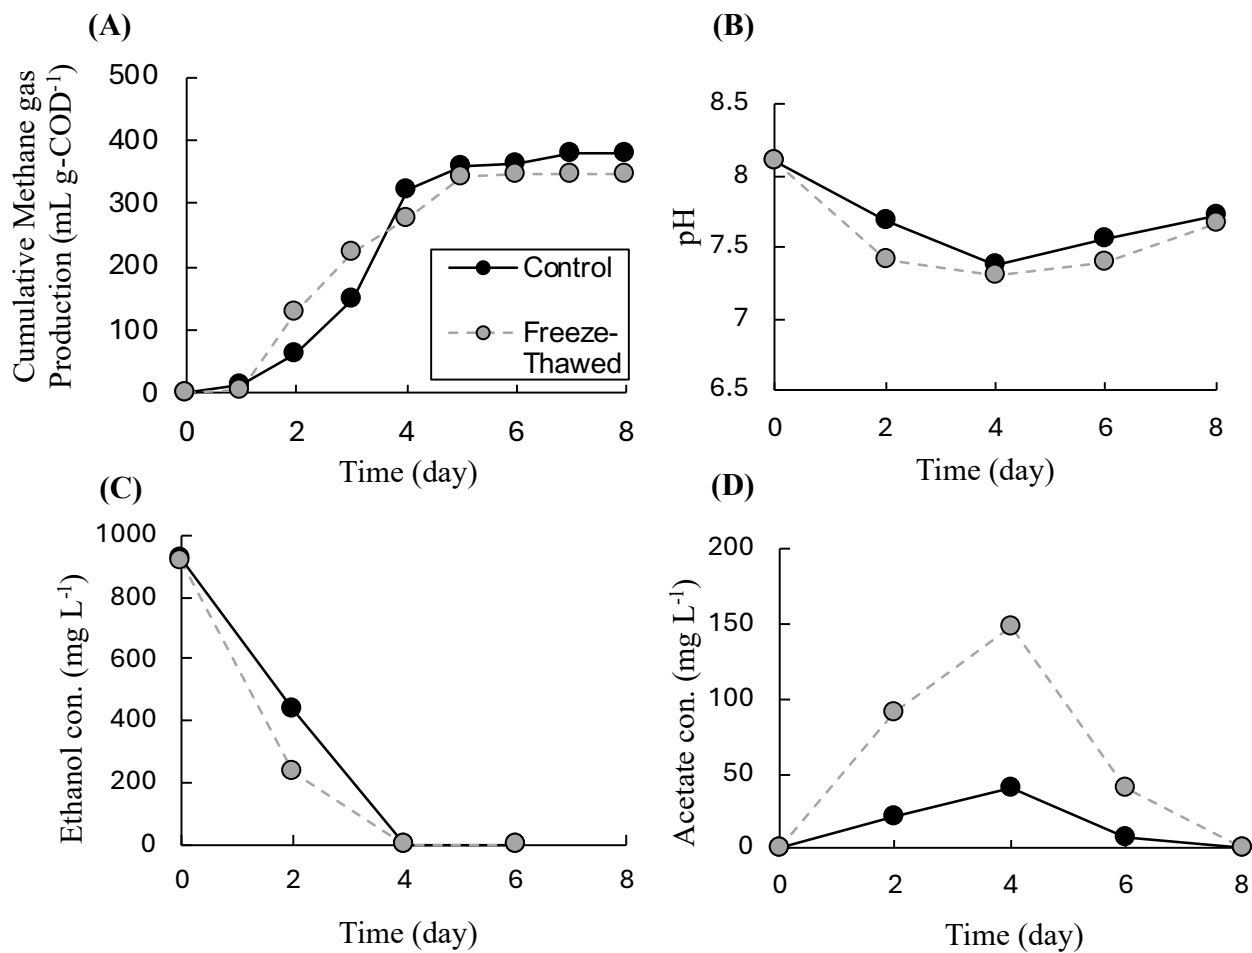 (A)
Cumulative Methane gas
Production (mL g-COD⁻¹)
500
400
300
200
100
0
0 2 4 6 8
Time (day)
Control
Freeze-
Thawed
(B)
pH
8.5
8
7.5
7
6.5
0 2 4 6 8
Time (day)
(C)
Ethanol con. (mg L⁻¹)
1000
800
600
400
200
0
0 2 4 6 8
Time (day)
(D)
Acetate con. (mg L⁻¹)
200
150
100
50
0
0 2 4 6 8
Time (day)